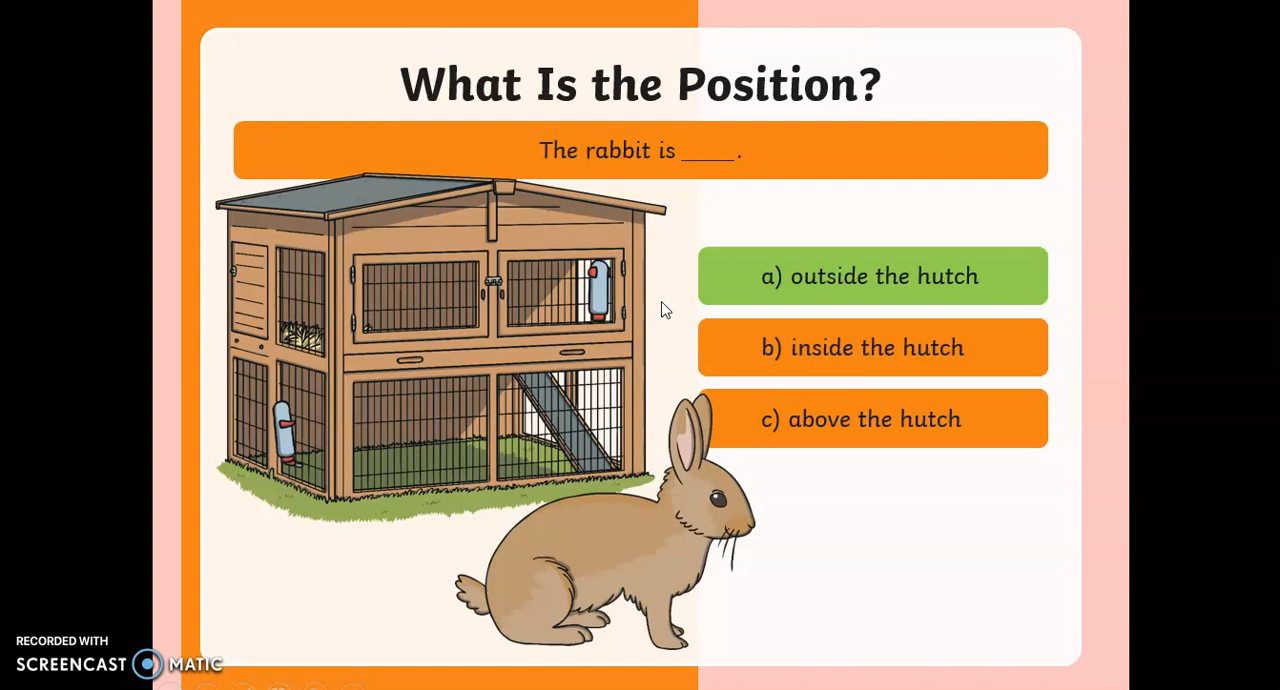 What Is the Position?
The rabbit is ____.
a) outside the hutch
b) inside the hutch
c) above the hutch
RECORDED WITH
SCREENCAST MATIC